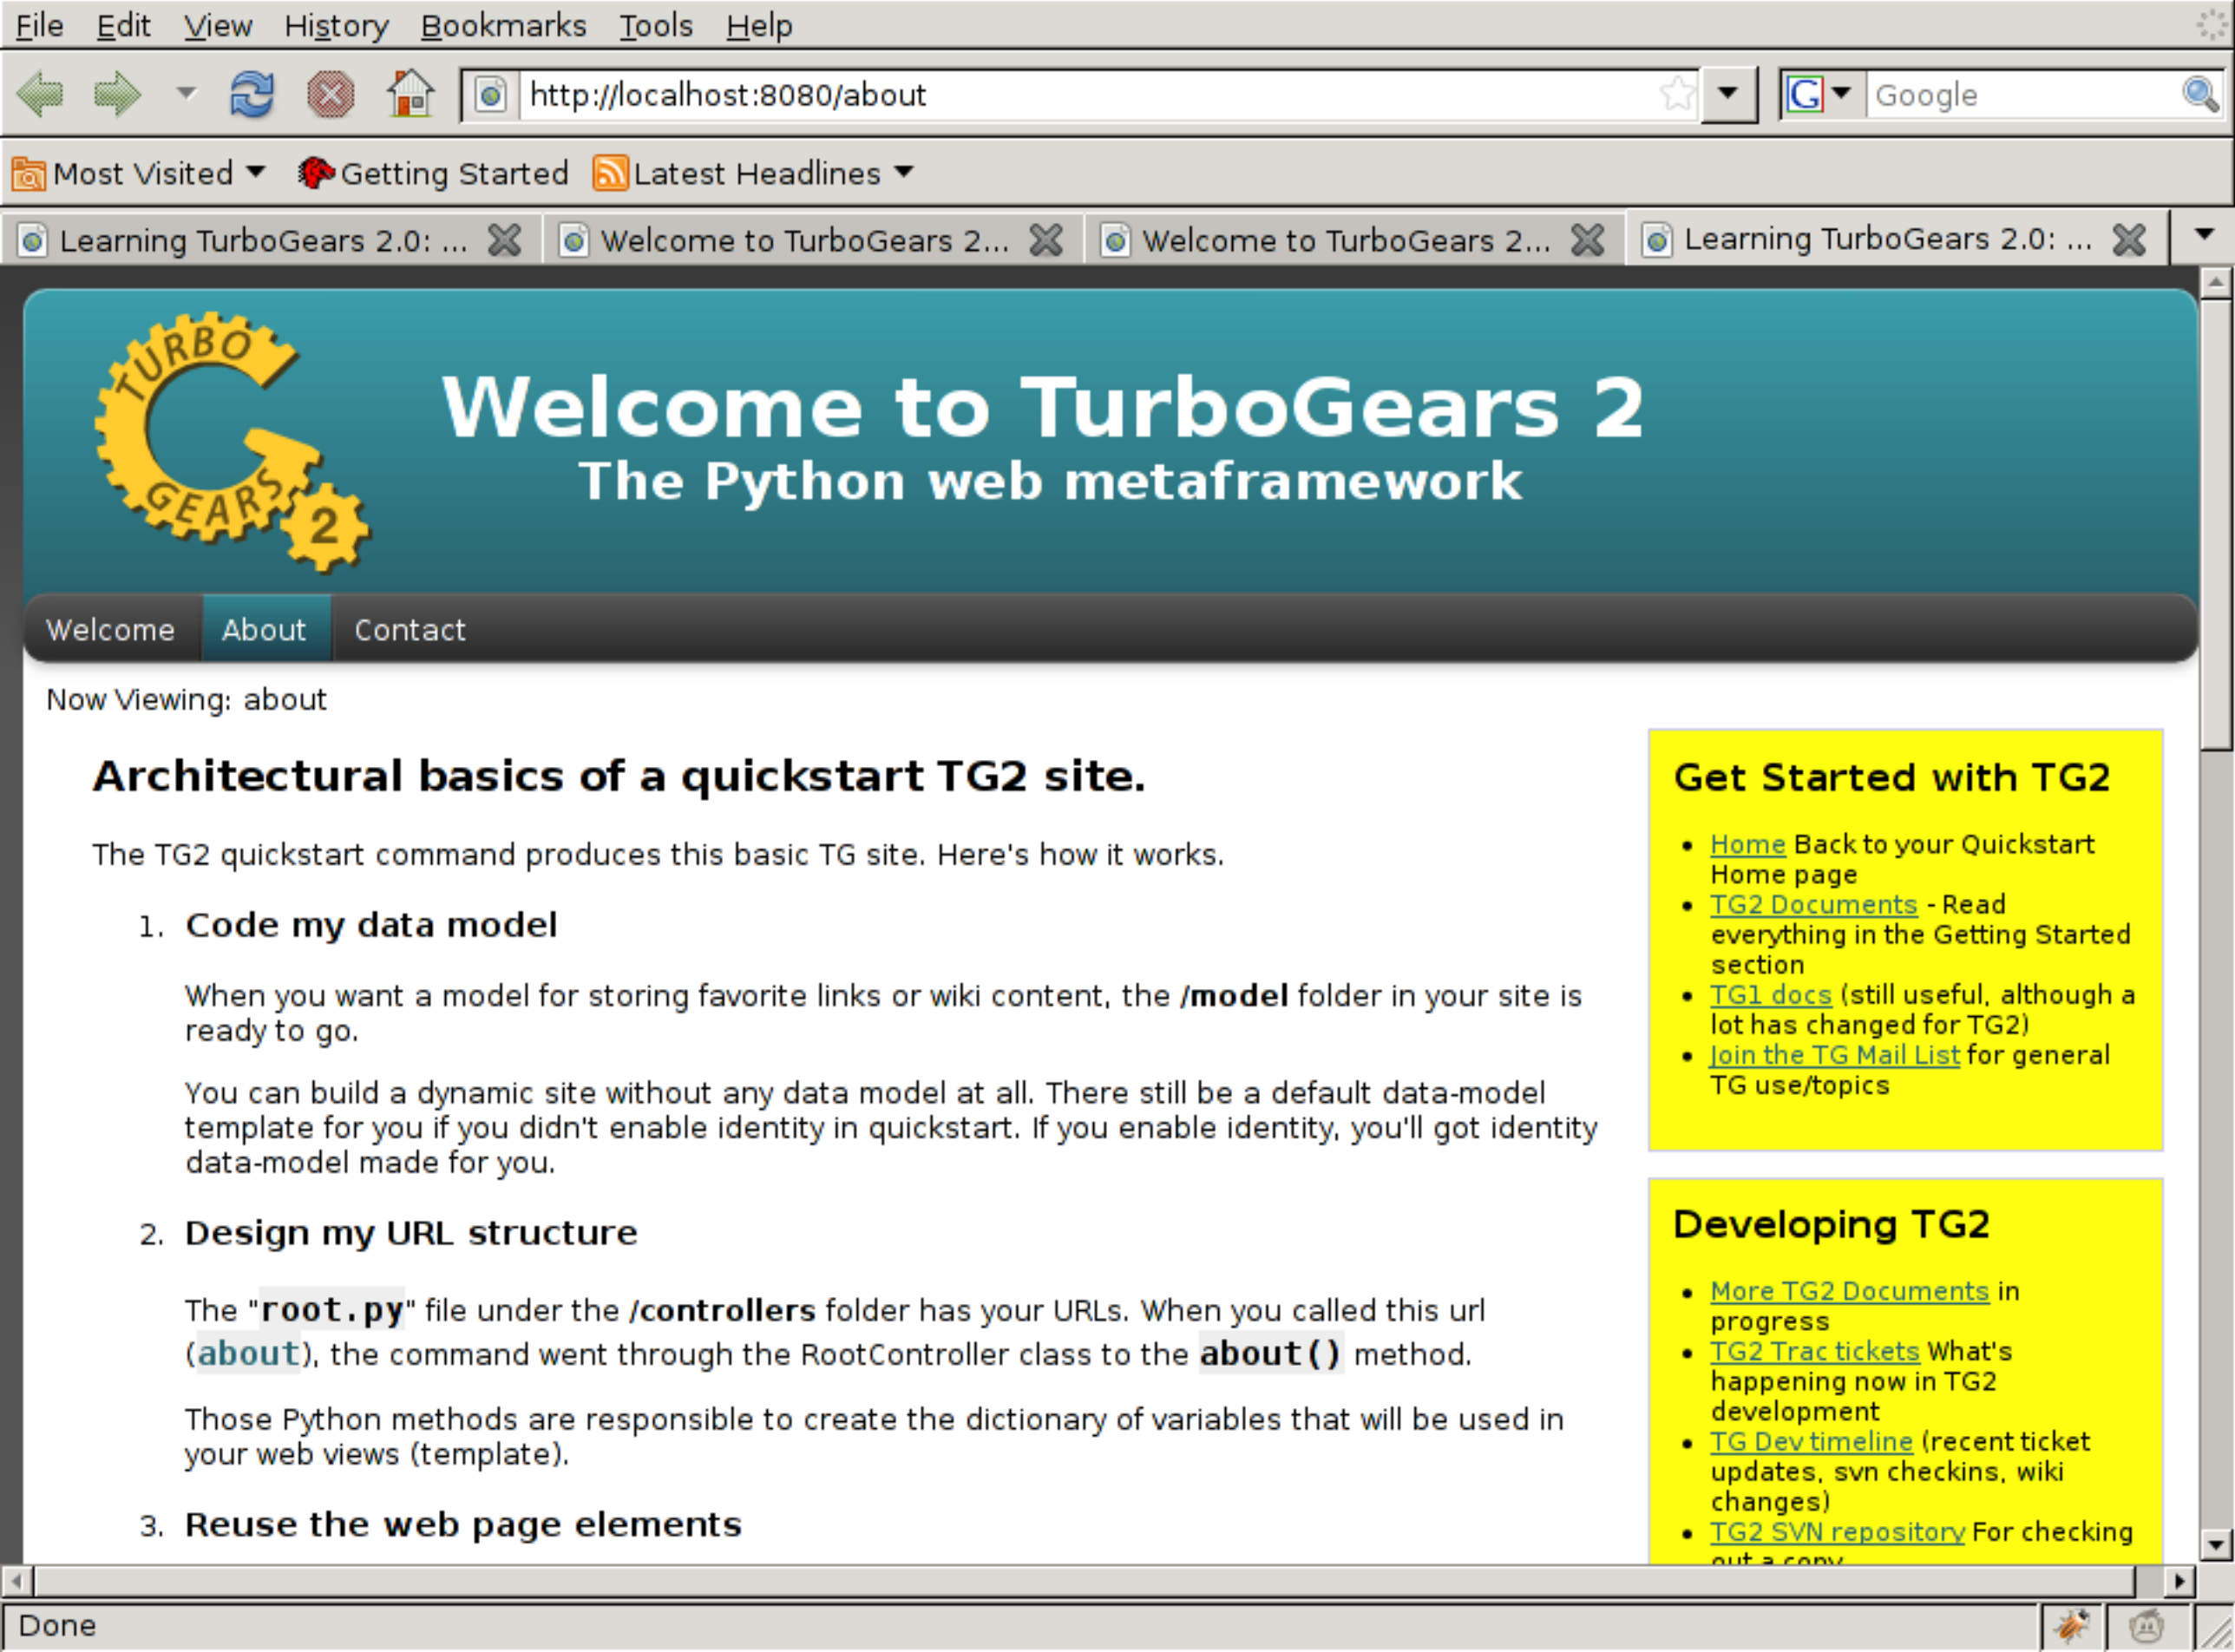 File Edit View History Bookmarks Tools Help
http://localhost:8080/about
Google
Most Visited Getting Started Latest Headlines
Learning TurboGears 2.0: ... Welcome to TurboGears 2... Welcome to TurboGears 2... Learning TurboGears 2.0: ...
TURBO
GEARS
2
Welcome to TurboGears 2
The Python web metaframework
Welcome About Contact
Now Viewing: about
Architectural basics of a quickstart TG2 site.
The TG2 quickstart command produces this basic TG site. Here's how it works.
1. Code my data model
When you want a model for storing favorite links or wiki content, the /model folder in your site is
ready to go.
You can build a dynamic site without any data model at all. There still be a default data-model
template for you if you didn't enable identity in quickstart. If you enable identity, you'll got identity
data-model made for you.
2. Design my URL structure
The "root.py" file under the /controllers folder has your URLs. When you called this url
(about), the command went through the RootController class to the about() method.
Those Python methods are responsible to create the dictionary of variables that will be used in
your web views (template).
3. Reuse the web page elements
Get Started with TG2
• Home Back to your Quickstart
Home page
• TG2 Documents - Read
everything in the Getting Started
section
• TG1 docs (still useful, although a
lot has changed for TG2)
• Join the TG Mail List for general
TG use/topics
Developing TG2
• More TG2 Documents in
progress
• TG2 Trac tickets What's
happening now in TG2
development
• TG Dev timeline (recent ticket
updates, svn checkins, wiki
changes)
• TG2 SVN repository For checking
out a copy
Done